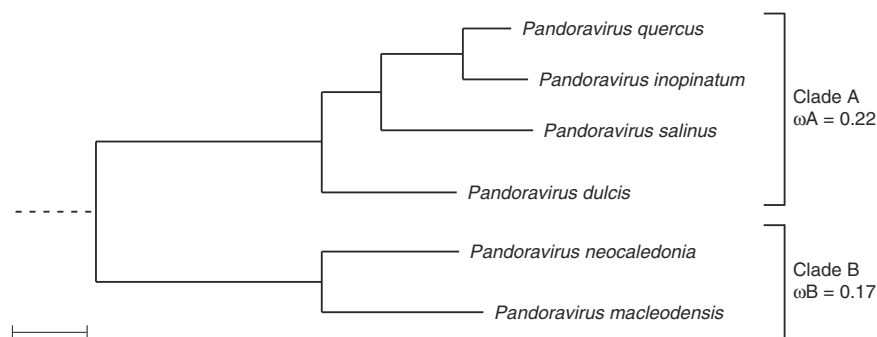 Pandoravirus quercus
Pandoravirus inopinatum
Clade A
ωA = 0.22
Pandoravirus salinus
Pandoravirus dulcis
Pandoravirus neocaledonia
Clade B
ωB = 0.17
Pandoravirus macleodensis